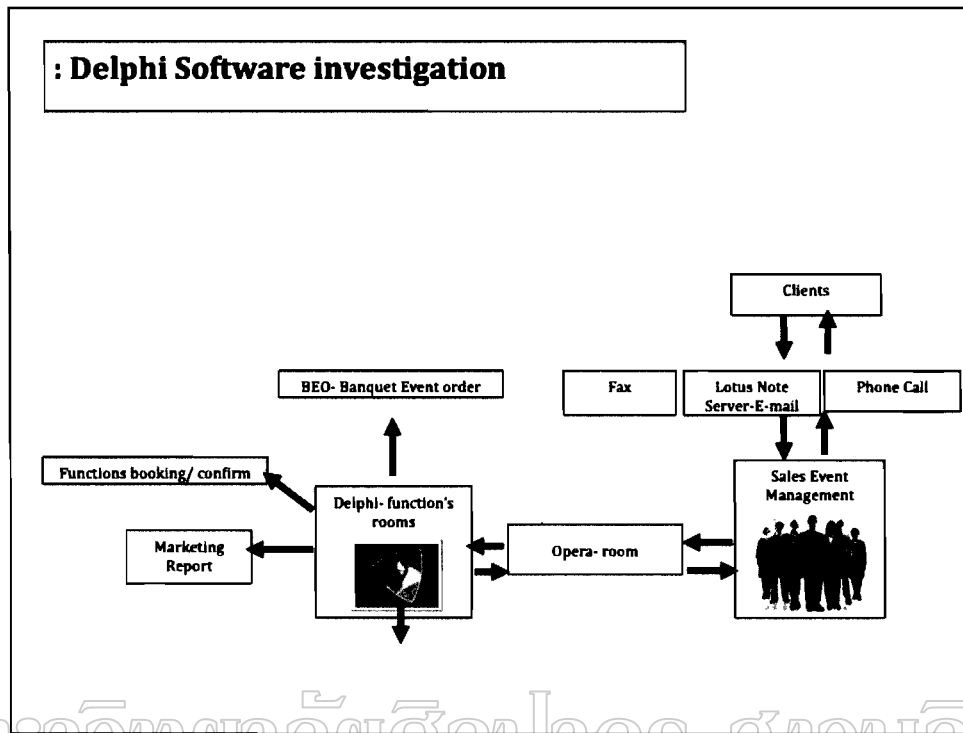 : Delphi Software investigation
Clients
BEO- Banquet Event order
Fax
Lotus Note
Server-E-mail
Phone Call
Functions booking/ confirm
Delphi- function's
rooms
Sales Event
Management
Marketing
Report
Opera- room